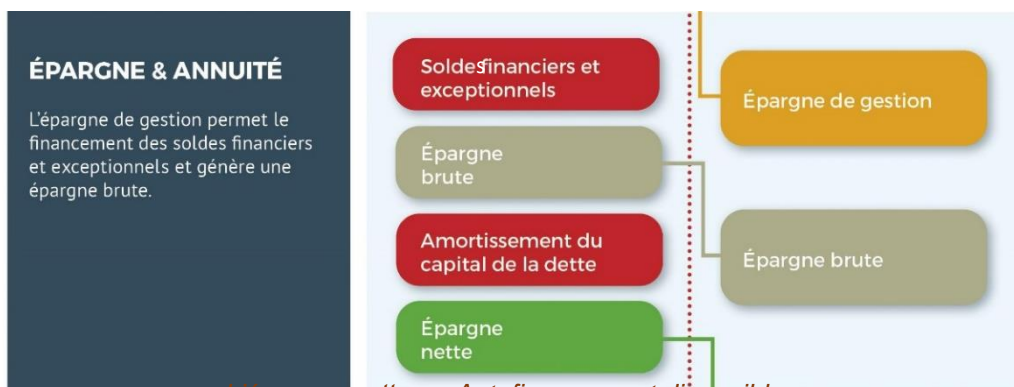 ÉPARGNE & ANNUITÉ
L'épargne de gestion permet le
financement des soldes financiers
et exceptionnels et génère une
épargne brute.
Soldes financiers et
exceptionnels
Épargne de gestion
Épargne
brute
Amortissement du
capital de la dette
Épargne brute
Épargne
nette